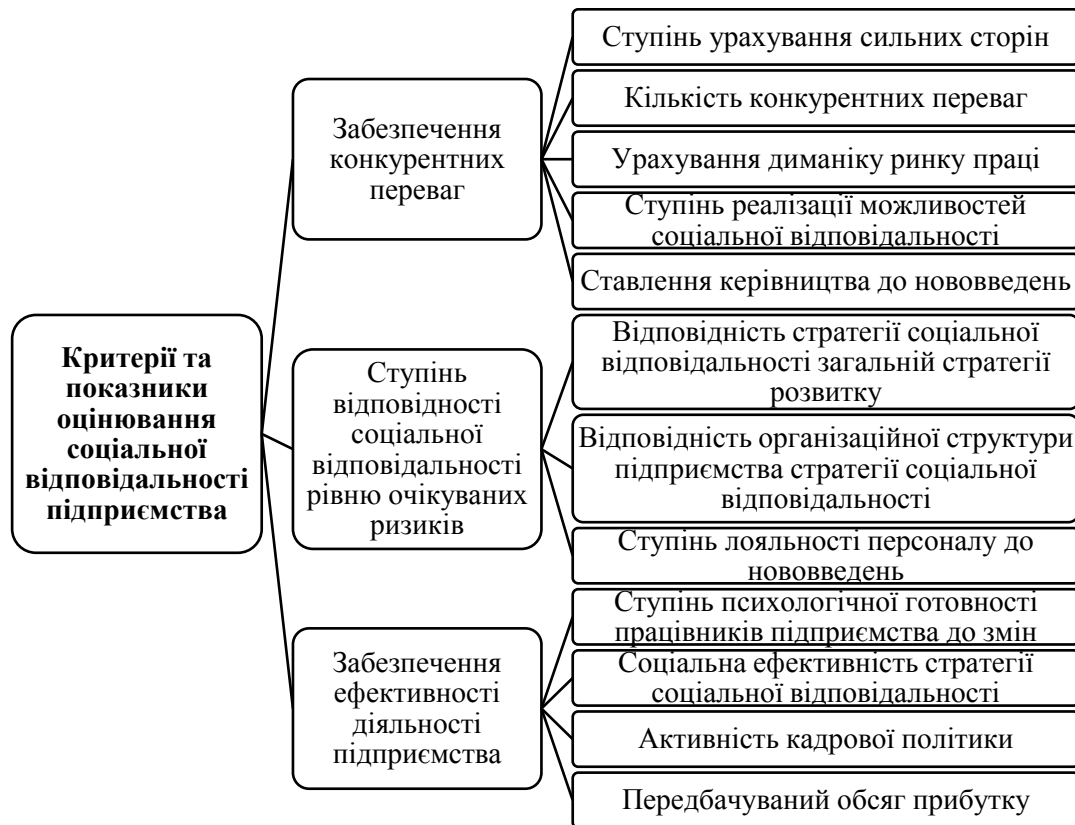 Критерії та
показники
оцінювання
соціальної
відповідальності
підприємства
Забезпечення
конкурентних
переваг
Ступінь урахування сильних сторін
Кількість конкурентних переваг
Урахування диманіку ринку праці
Ступінь реалізації можливостей
соціальної відповідальності
Ставлення керівництва до нововведень
Ступінь
відповідності
соціальної
відповідальності
рівню очікуваних
ризиків
Відповідність стратегії соціальної
відповідальності загальній стратегії
розвитку
Відповідність організаційної структури
підприємства стратегії соціальної
відповідальності
Ступінь лояльності персоналу до
нововведень
Забезпечення
ефективності
діяльності
підприємства
Ступінь психологічної готовності
працівників підприємства до змін
Соціальна ефективність стратегії
соціальної відповідальності
Активність кадрової політики
Передбачуваний обсяг прибутку